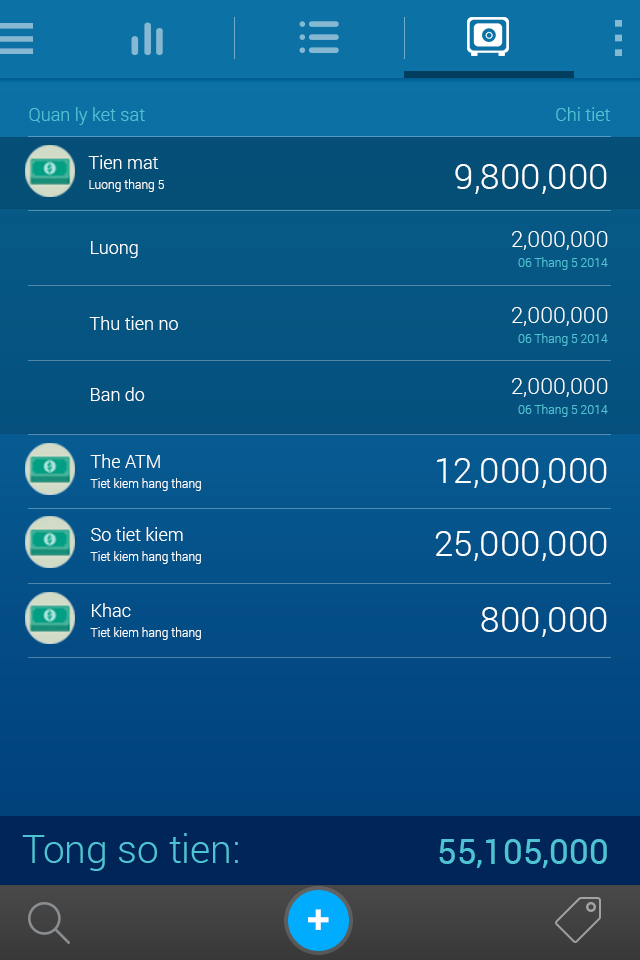 Quan ly ket sat Chi tiet
Tien mat 9,800,000
Luong thang 5
Luong 2,000,000
06 Thang 5 2014
Thu tien no 2,000,000
06 Thang 5 2014
Ban do 2,000,000
06 Thang 5 2014
The ATM 12,000,000
Tiet kiem hang thang
So tiet kiem 25,000,000
Tiet kiem hang thang
Khac 800,000
Tiet kiem hang thang
Tong so tien: 55,105,000